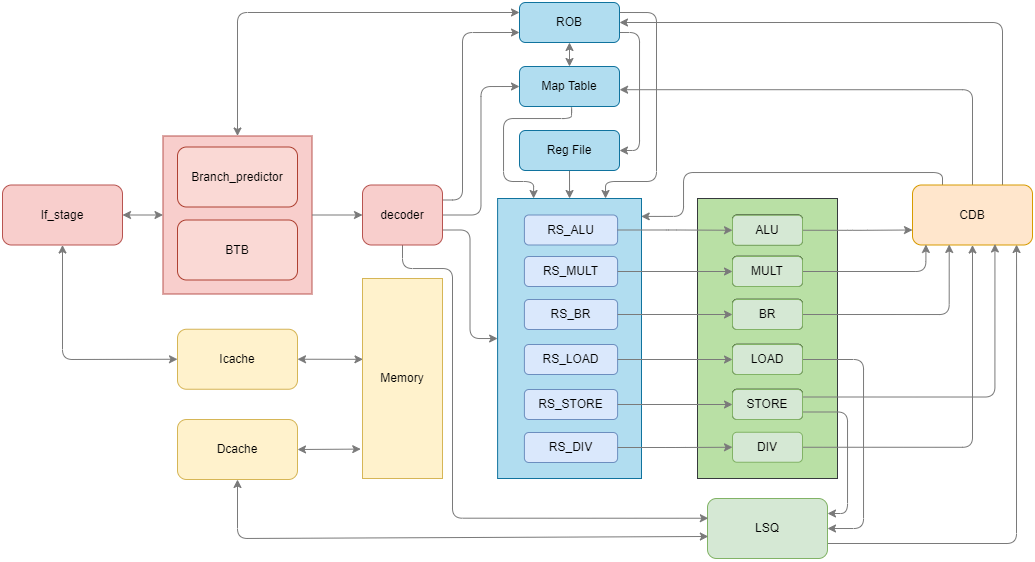 ROB
Map Table
Reg File
Branch_predictor
BTB
If_stage
decoder
CDB
RS_ALU
RS_MULT
RS_BR
RS_LOAD
RS_STORE
RS_DIV
ALU
MULT
BR
LOAD
STORE
DIV
Icache
Memory
Dcache
LSQ